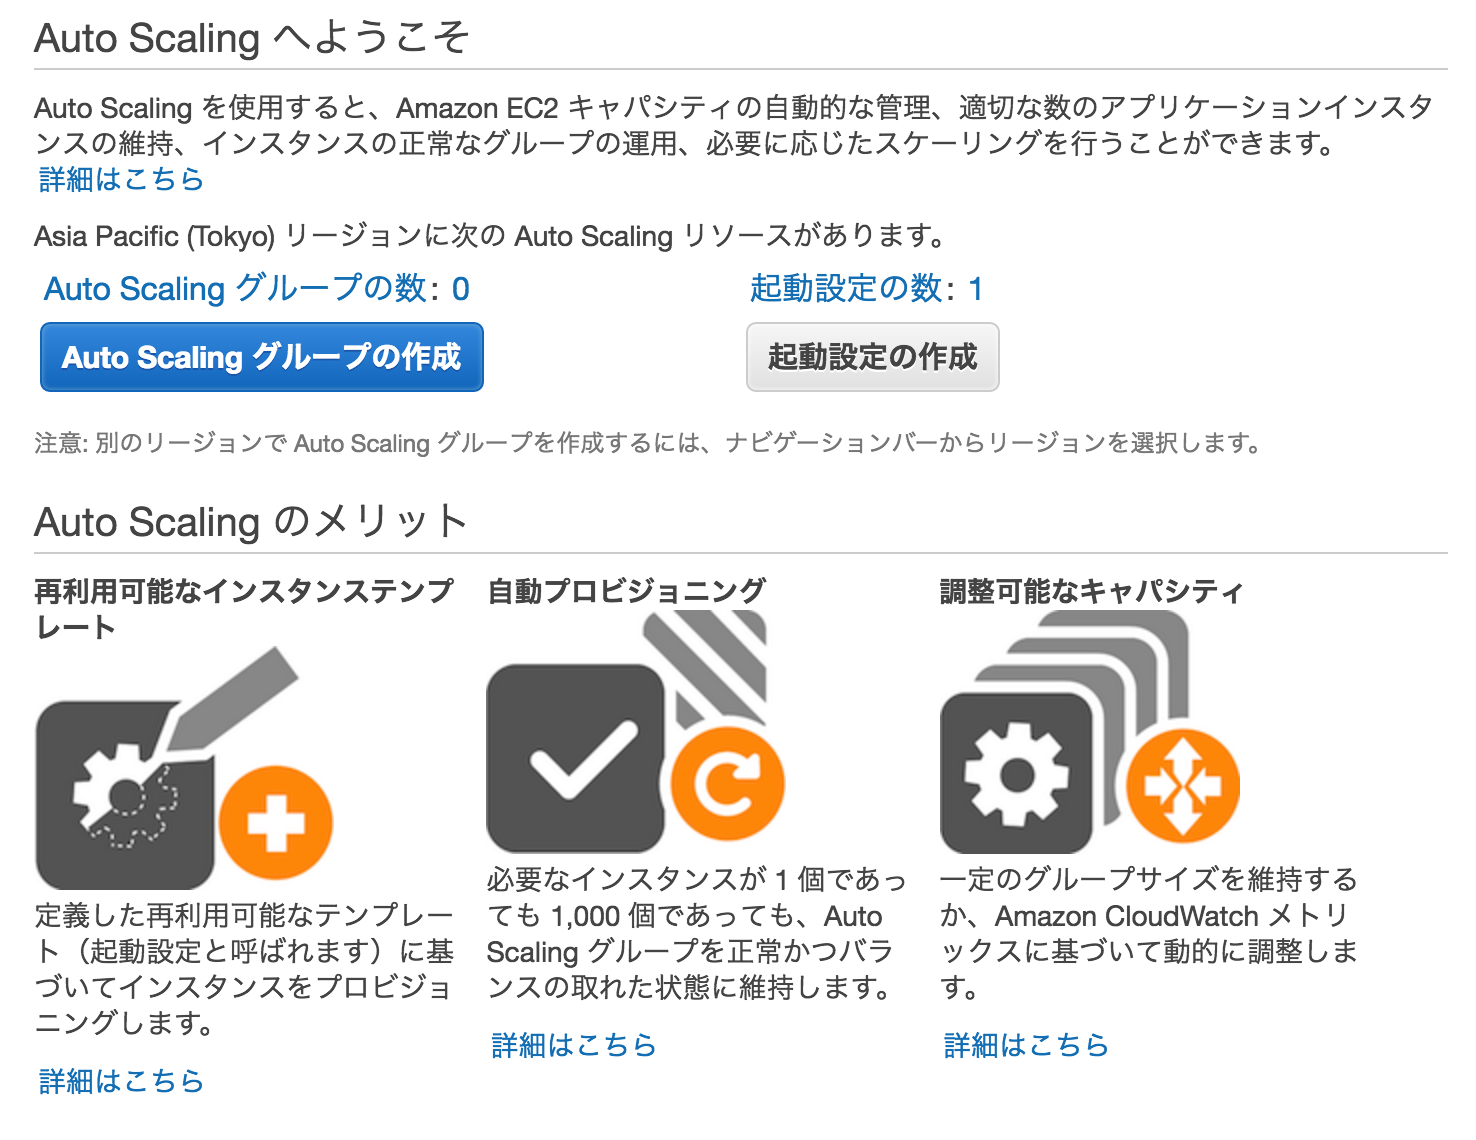 Auto Scaling へようこそ
Auto Scaling を使用すると、Amazon EC2 キャパシティの自動的な管理、適切な数のアプリケーションインスタ
ンスの維持、インスタンスの正常なグループの運用、必要に応じたスケーリングを行うことができます。
詳細はこちら
Asia Pacific (Tokyo) リージョンに次の Auto Scaling リソースがあります。
Auto Scaling グループの数: 0
起動設定の数: 1
Auto Scaling グループの作成
起動設定の作成
注意: 別のリージョンで Auto Scaling グループを作成するには、ナビゲーションバーからリージョンを選択します。
Auto Scaling のメリット
再利用可能なインスタンステンプ
レート
定義した再利用可能なテンプレー
ト（起動設定と呼ばれます）に基
づいてインスタンスをプロビジョ
ニングします。
詳細はこちら
自動プロビジョニング
必要なインスタンスが 1 個であっ
ても 1,000 個であっても、Auto
Scaling グループを正常かつバラ
ンスの取れた状態に維持します。
詳細はこちら
調整可能なキャパシティ
一定のグループサイズを維持する
か、Amazon CloudWatch メトリ
ックスに基づいて動的に調整しま
す。
詳細はこちら